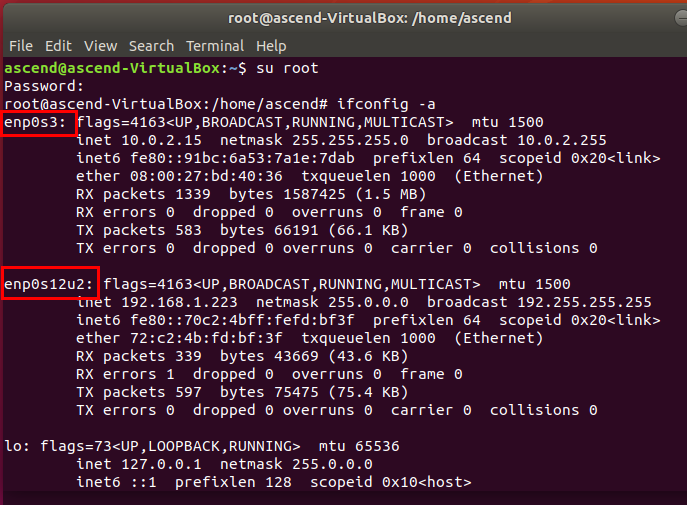 root@ascend-VirtualBox: /home/ascend
File Edit View Search Terminal Help
ascend@ascend-VirtualBox:~$ su root
Password:
root@ascend-VirtualBox:/home/ascend# ifconfig -a
enp0s3: flags=4163<UP,BROADCAST,RUNNING,MULTICAST>  mtu 1500
        inet 10.0.2.15  netmask 255.255.255.0  broadcast 10.0.2.255
        inet6 fe80::91bc:6a53:7a1e:7dab  prefixlen 64  scopeid 0x20<link>
        ether 08:00:27:bd:40:36  txqueuelen 1000  (Ethernet)
        RX packets 1339  bytes 1587425 (1.5 MB)
        RX errors 0  dropped 0  overruns 0  frame 0
        TX packets 583  bytes 66191 (66.1 KB)
        TX errors 0  dropped 0 overruns 0  carrier 0  collisions 0
enp0s12u2: flags=4163<UP,BROADCAST,RUNNING,MULTICAST>  mtu 1500
        inet 192.168.1.223  netmask 255.0.0.0  broadcast 192.255.255.255
        inet6 fe80::70c2:4bff:fefd:bf3f  prefixlen 64  scopeid 0x20<link>
        ether 72:c2:4b:fd:bf:3f  txqueuelen 1000  (Ethernet)
        RX packets 339  bytes 43669 (43.6 KB)
        RX errors 1  dropped 0  overruns 0  frame 0
        TX packets 597  bytes 75475 (75.4 KB)
        TX errors 0  dropped 0 overruns 0  carrier 0  collisions 0
lo: flags=73<UP,LOOPBACK,RUNNING>  mtu 65536
        inet 127.0.0.1  netmask 255.0.0.0
        inet6 ::1  prefixlen 128  scopeid 0x10<host>